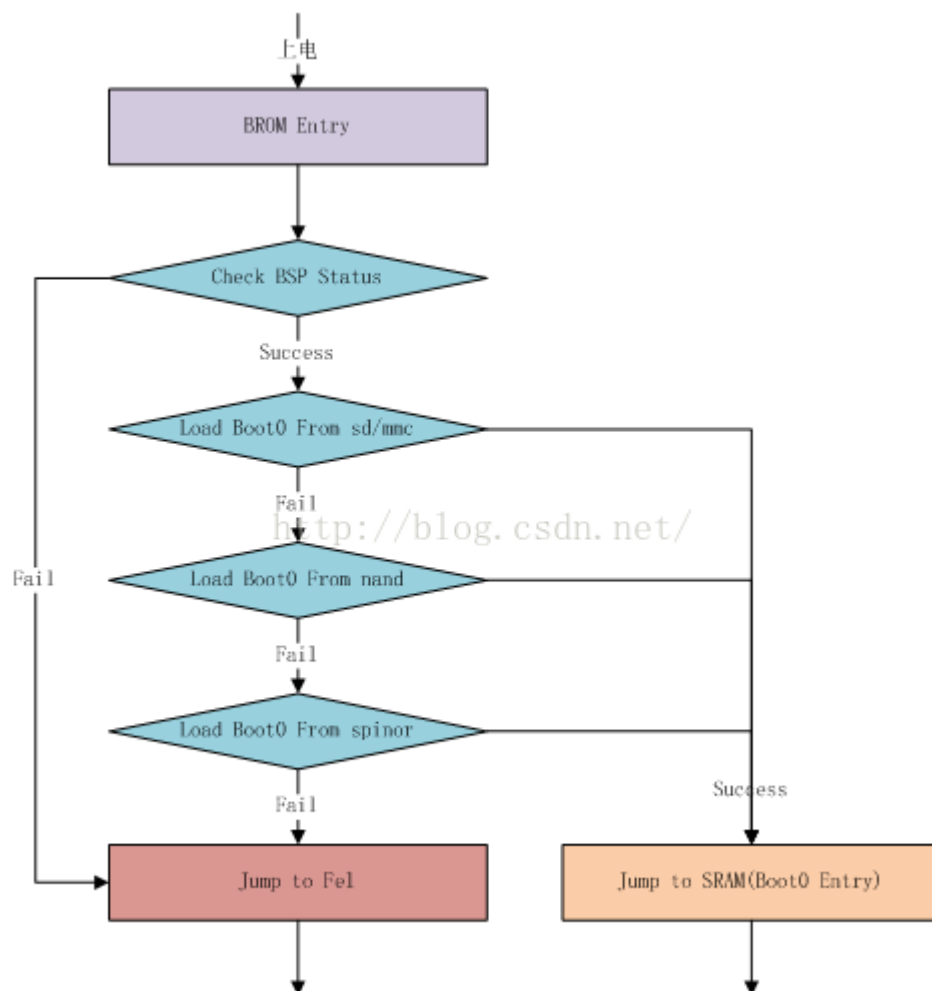 上电
BROM Entry
Check BSP Status
Success
Load Boot0 From sd/mmc
Fail
http://blog.csdn.net/
Load Boot0 From nand
Fail
Fail
Load Boot0 From spinor
Success
Fail
Jump to Fel
Jump to SRAM(Boot0 Entry)